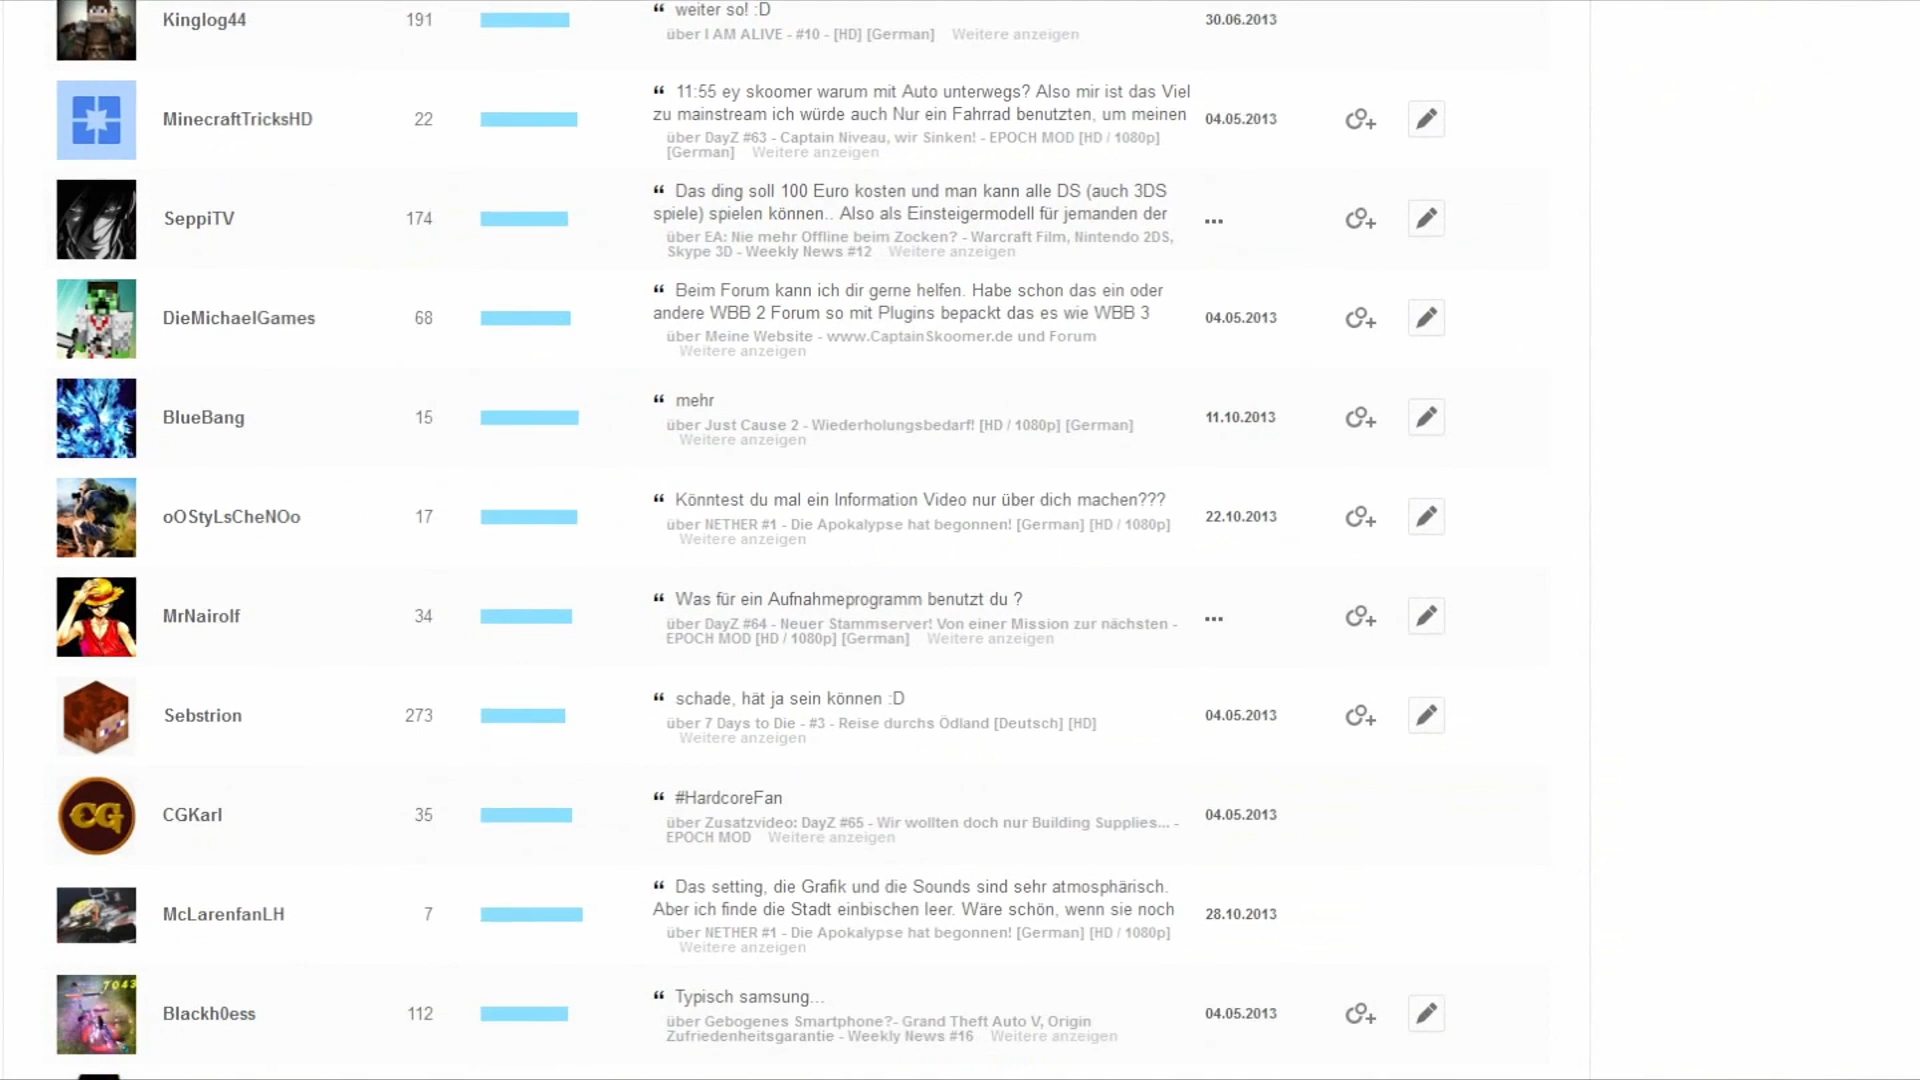 Kinglog44 191 “ weiter so! :D 30.06.2013
über I AM ALIVE - #10 - [HD] [German] Weitere anzeigen
“ 11:55 ey skoomer warum mit Auto unterwegs? Also mir ist das Viel
MinecraftTricksHD 22 zu mainstream ich würde auch Nur ein Fahrrad benutzten, um meinen 04.05.2013
über DayZ #63 - Captain Niveau, wir Sinken! - EPOCH MOD [HD / 1080p]
[German] Weitere anzeigen
“ Das ding soll 100 Euro kosten und man kann alle DS (auch 3DS
SeppiTV 174 spiele) spielen können.. Also als Einsteigermodell für jemanden der ...
über EA: Nie mehr Offline beim Zocken? - Warcraft Film, Nintendo 2DS,
Skype 3D - Weekly News #12 Weitere anzeigen
“ Beim Forum kann ich dir gerne helfen. Habe schon das ein oder
DieMichaelGames 68 andere WBB 2 Forum so mit Plugins bepackt das es wie WBB 3 04.05.2013
über Meine Website - www.CaptainSkoomer.de und Forum
Weitere anzeigen
“ mehr
BlueBang 15 über Just Cause 2 - Wiederholungsbedarf! [HD / 1080p] [German] 11.10.2013
Weitere anzeigen
“ Könntest du mal ein Information Video nur über dich machen???
oOStyLsCheNOo 17 über NETHER #1 - Die Apokalypse hat begonnen! [German] [HD / 1080p] 22.10.2013
Weitere anzeigen
“ Was für ein Aufnahmeprogramm benutzt du ?
MrNairolf 34 über DayZ #64 - Neuer Stammserver! Von einer Mission zur nächsten - ...
EPOCH MOD [HD / 1080p] [German] Weitere anzeigen
“ schade, hät ja sein können :D
Sebstrion 273 über 7 Days to Die - #3 - Reise durchs Ödland [Deutsch] [HD] 04.05.2013
Weitere anzeigen
“ #HardcoreFan
CG CGKarl 35 über Zusatzvideo: DayZ #65 - Wir wollten doch nur Building Supplies... - 04.05.2013
EPOCH MOD Weitere anzeigen
“ Das setting, die Grafik und die Sounds sind sehr atmosphärisch.
McLarenfanLH 7 Aber ich finde die Stadt einbischen leer. Wäre schön, wenn sie noch 28.10.2013
über NETHER #1 - Die Apokalypse hat begonnen! [German] [HD / 1080p]
Weitere anzeigen
7043 “ Typisch samsung...
Blackh0ess 112 über Gebogenes Smartphone?- Grand Theft Auto V, Origin 04.05.2013
Zufriedenheitsgarantie - Weekly News #16 Weitere anzeigen